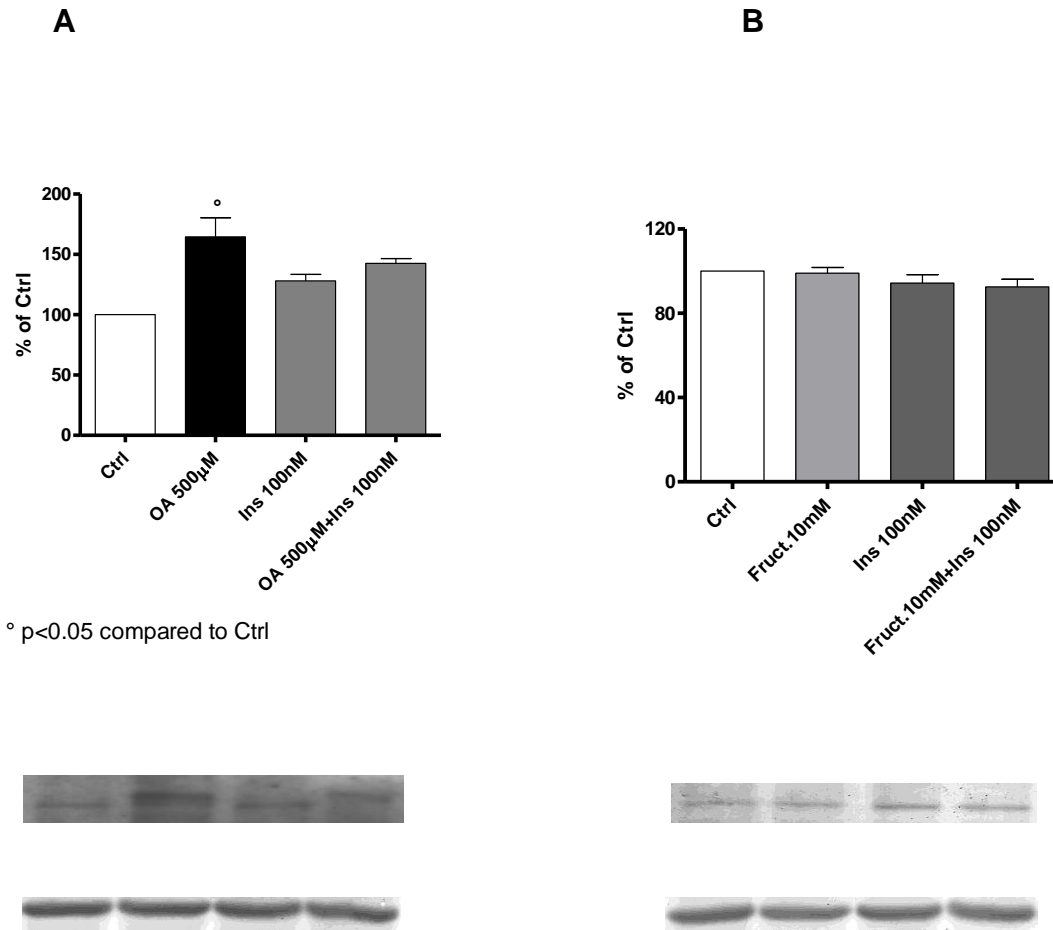 A
B
200
150
100
50
0
% of Ctrl
°
Ctrl
OA 500μM
Ins 100nM
OA 500μM+Ins 100nM
° p<0.05 compared to Ctrl
120
80
40
0
% of Ctrl
Ctrl
Fruct.10mM
Ins 100nM
Fruct.10mM+Ins 100nM